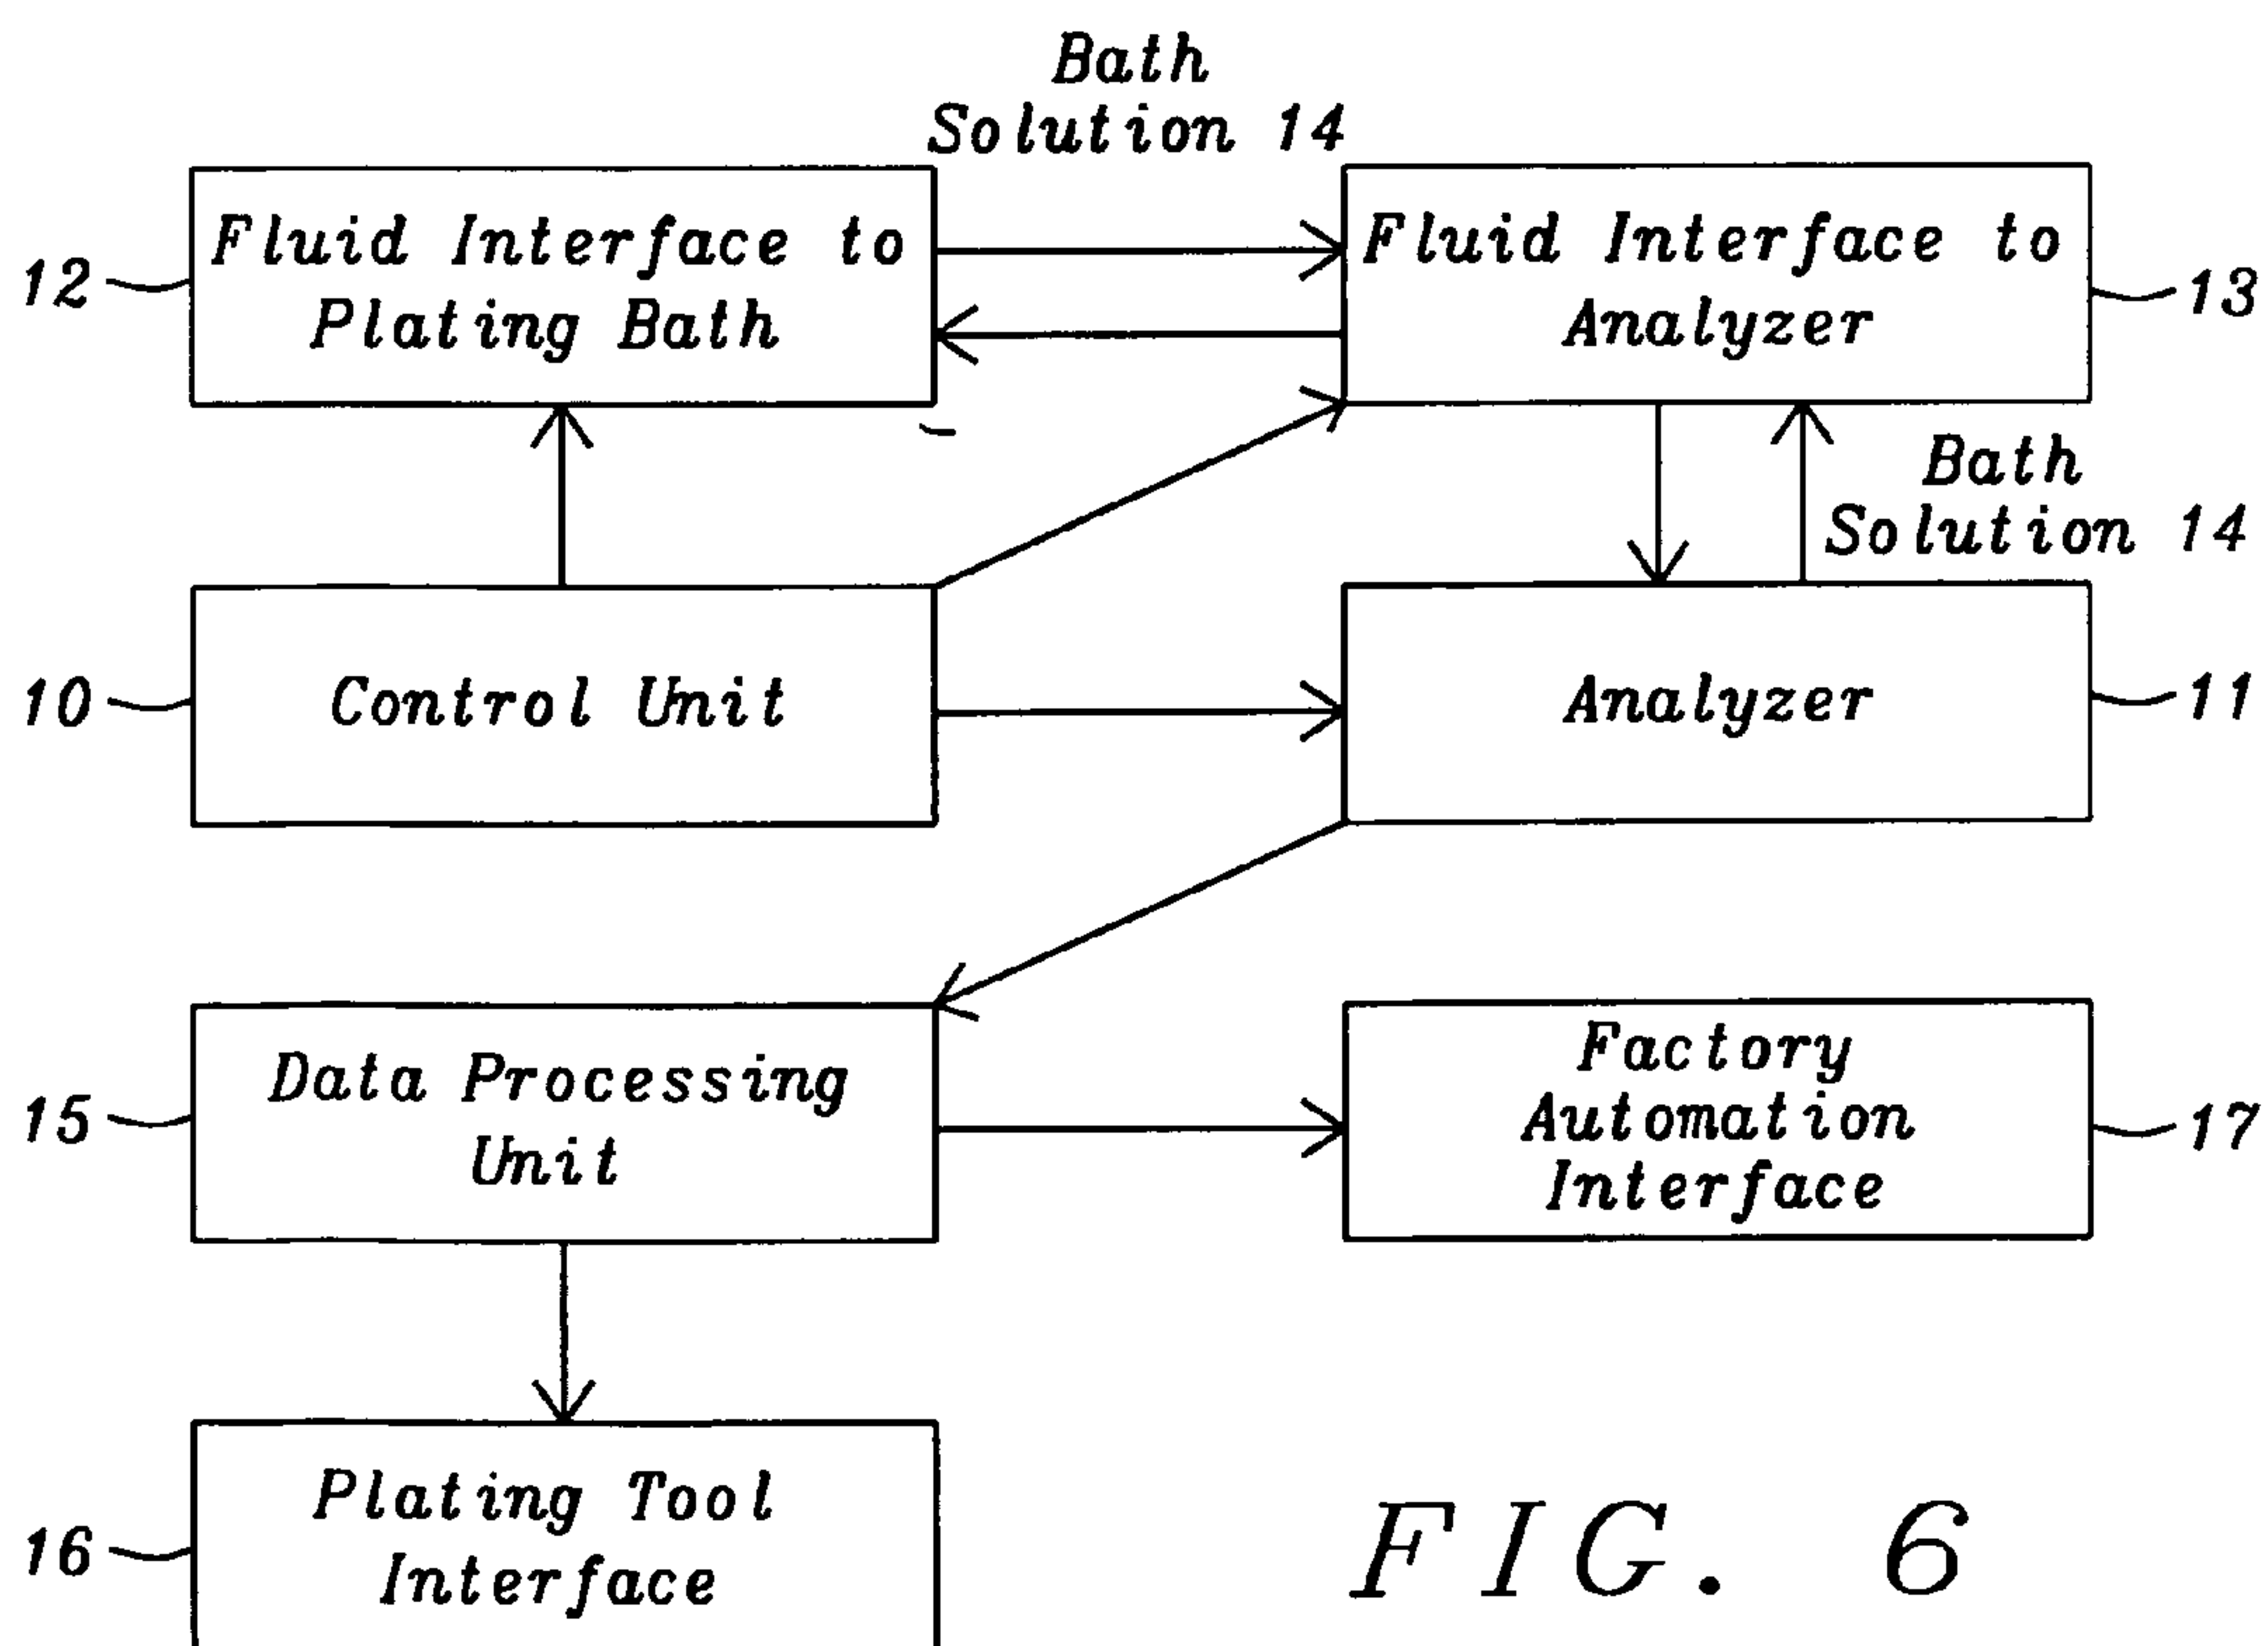 Bath
Solution 14
Fluid Interface to
Plating Bath
12
Fluid Interface to
Analyzer
13
Bath
Solution 14
10
Control Unit
Analyzer
11
15
Data Processing
Unit
Factory
Automation
Interface
17
16
Plating Tool
Interface
FIG. 6